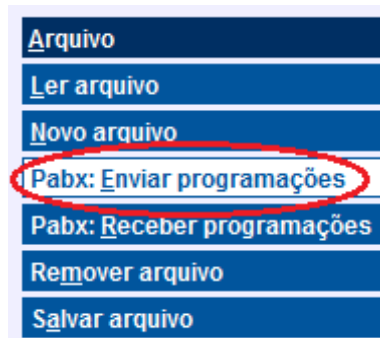 Arquivo
Ler arquivo
Novo arquivo
Pabx: Enviar programações
Pabx: Receber programações
Remover arquivo
Salvar arquivo